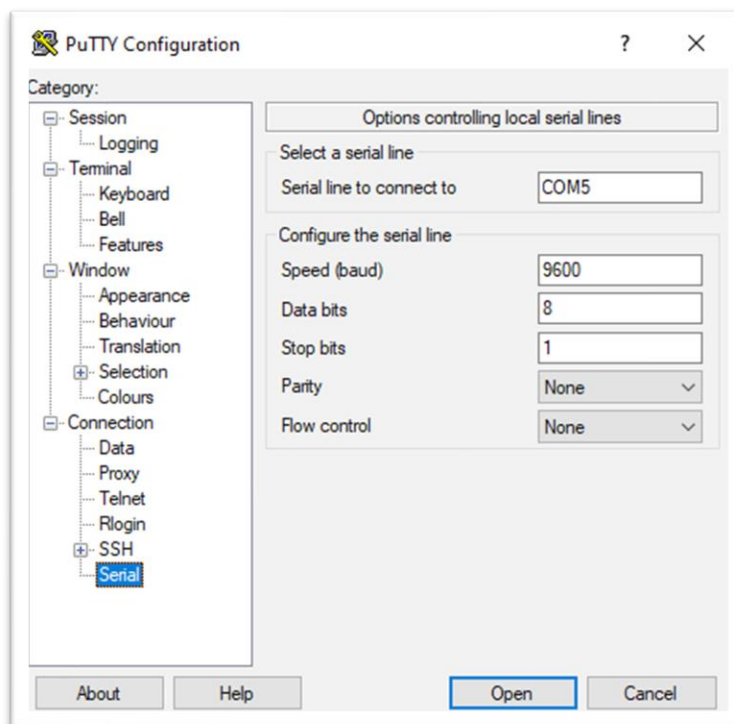 PuTTY Configuration
?
Category:
Session
Logging
Terminal
Keyboard
Bell
Features
Window
Appearance
Behaviour
Translation
Selection
Colours
Connection
Data
Proxy
Telnet
Rlogin
SSH
Serial
Options controlling local serial lines
Select a serial line
Serial line to connect to COM5
Configure the serial line
Speed (baud) 9600
Data bits 8
Stop bits 1
Parity None
Flow control None
About Help Open Cancel